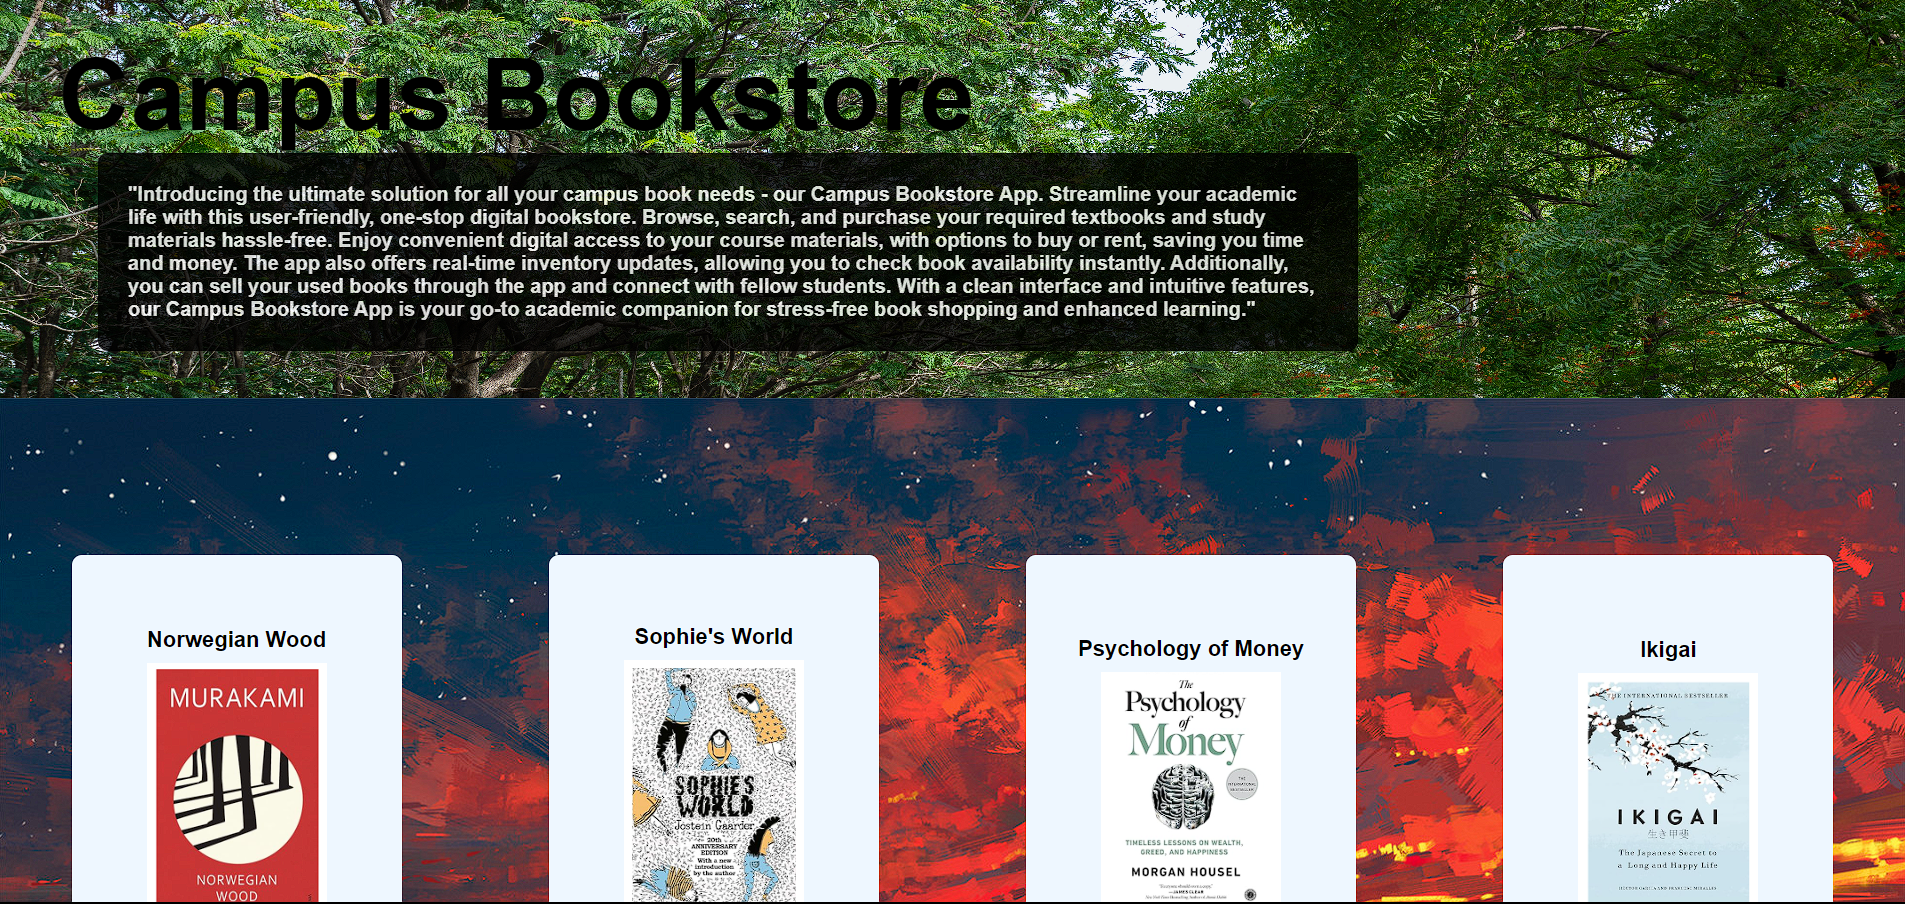 Campus Bookstore
"Introducing the ultimate solution for all your campus book needs - our Campus Bookstore App. Streamline your academic
life with this user-friendly, one-stop digital bookstore. Browse, search, and purchase your required textbooks and study
materials hassle-free. Enjoy convenient digital access to your course materials, with options to buy or rent, saving you time
and money. The app also offers real-time inventory updates, allowing you to check book availability instantly. Additionally,
you can sell your used books through the app and connect with fellow students. With a clean interface and intuitive features,
our Campus Bookstore App is your go-to academic companion for stress-free book shopping and enhanced learning."
Norwegian Wood
MURAKAMI
NORWEGIAN
WOOD
Sophie's World
SOPHIE'S
WORLD
Jostein Gaarder
20th
ANNIVERSARY
EDITION
With a new
introduction
by the author
Psychology of Money
The
Psychology
of
Money
THE
INTERNATIONAL
BESTSELLER
TIMELESS LESSONS ON WEALTH,
GREED, AND HAPPINESS
MORGAN HOUSEL
—JAMES CLEAR
Ikigai
THE INTERNATIONAL BESTSELLER
IKIGAI
生き甲斐
The Japanese Secret to
a Long and Happy Life